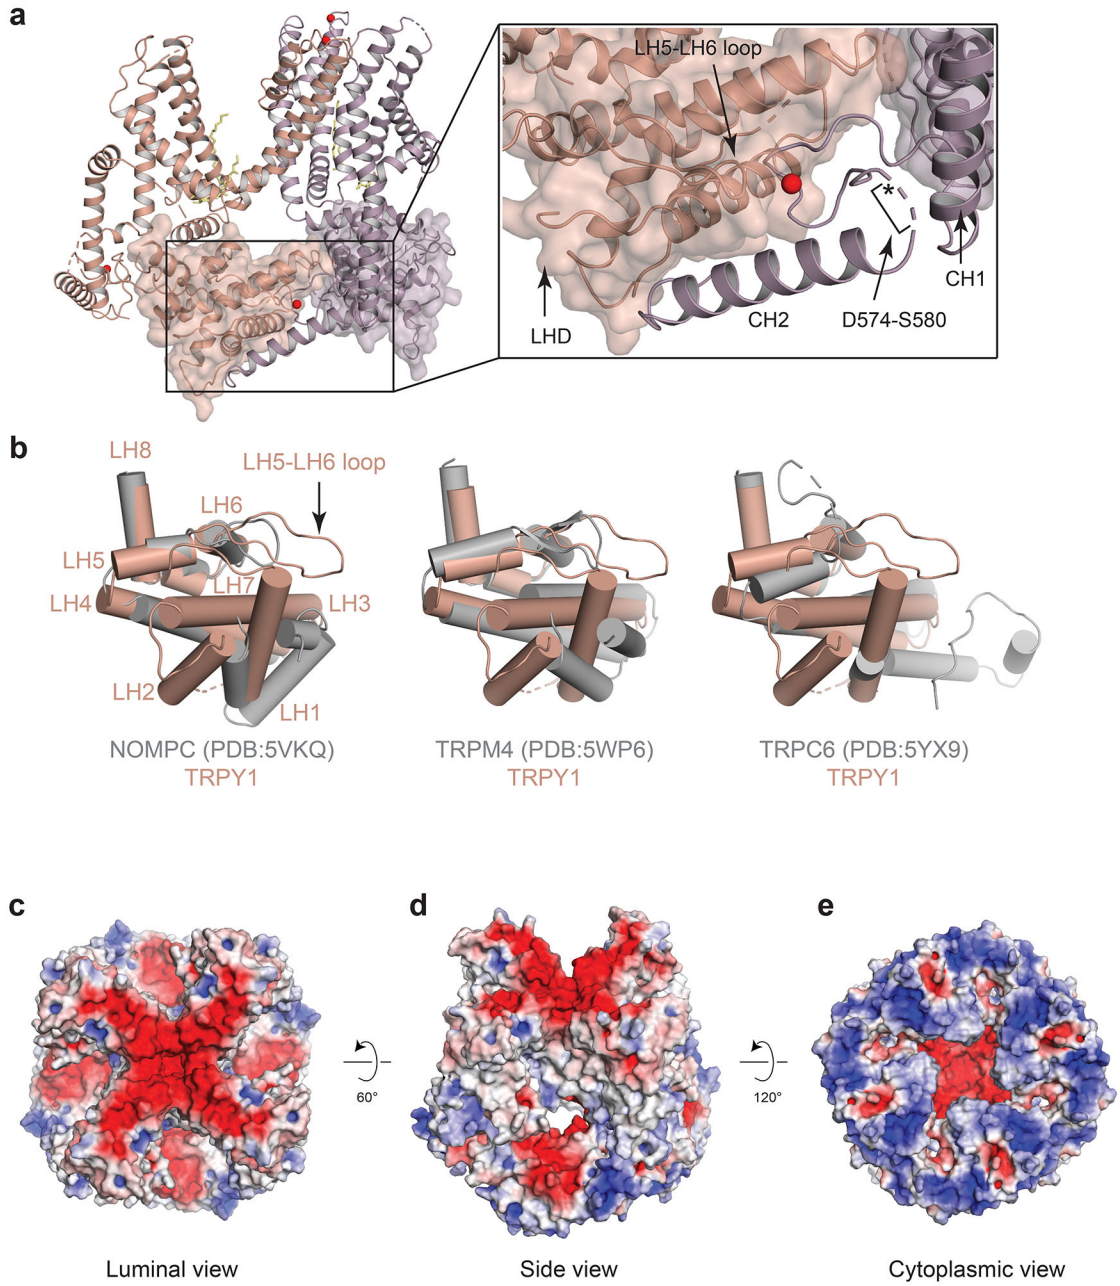 a
LH5-LH6 loop
*
LHD
CH2
D574-S580
CH1
b
LH8
LH5-LH6 loop
LH6
LH5
LH7
LH4
LH3
LH2
LH1
NOMPC (PDB:5VKQ)
TRPY1
TRPM4 (PDB:5WP6)
TRPY1
TRPC6 (PDB:5YX9)
TRPY1
c
d
e
60°
120°
Luminal view
Side view
Cytoplasmic view